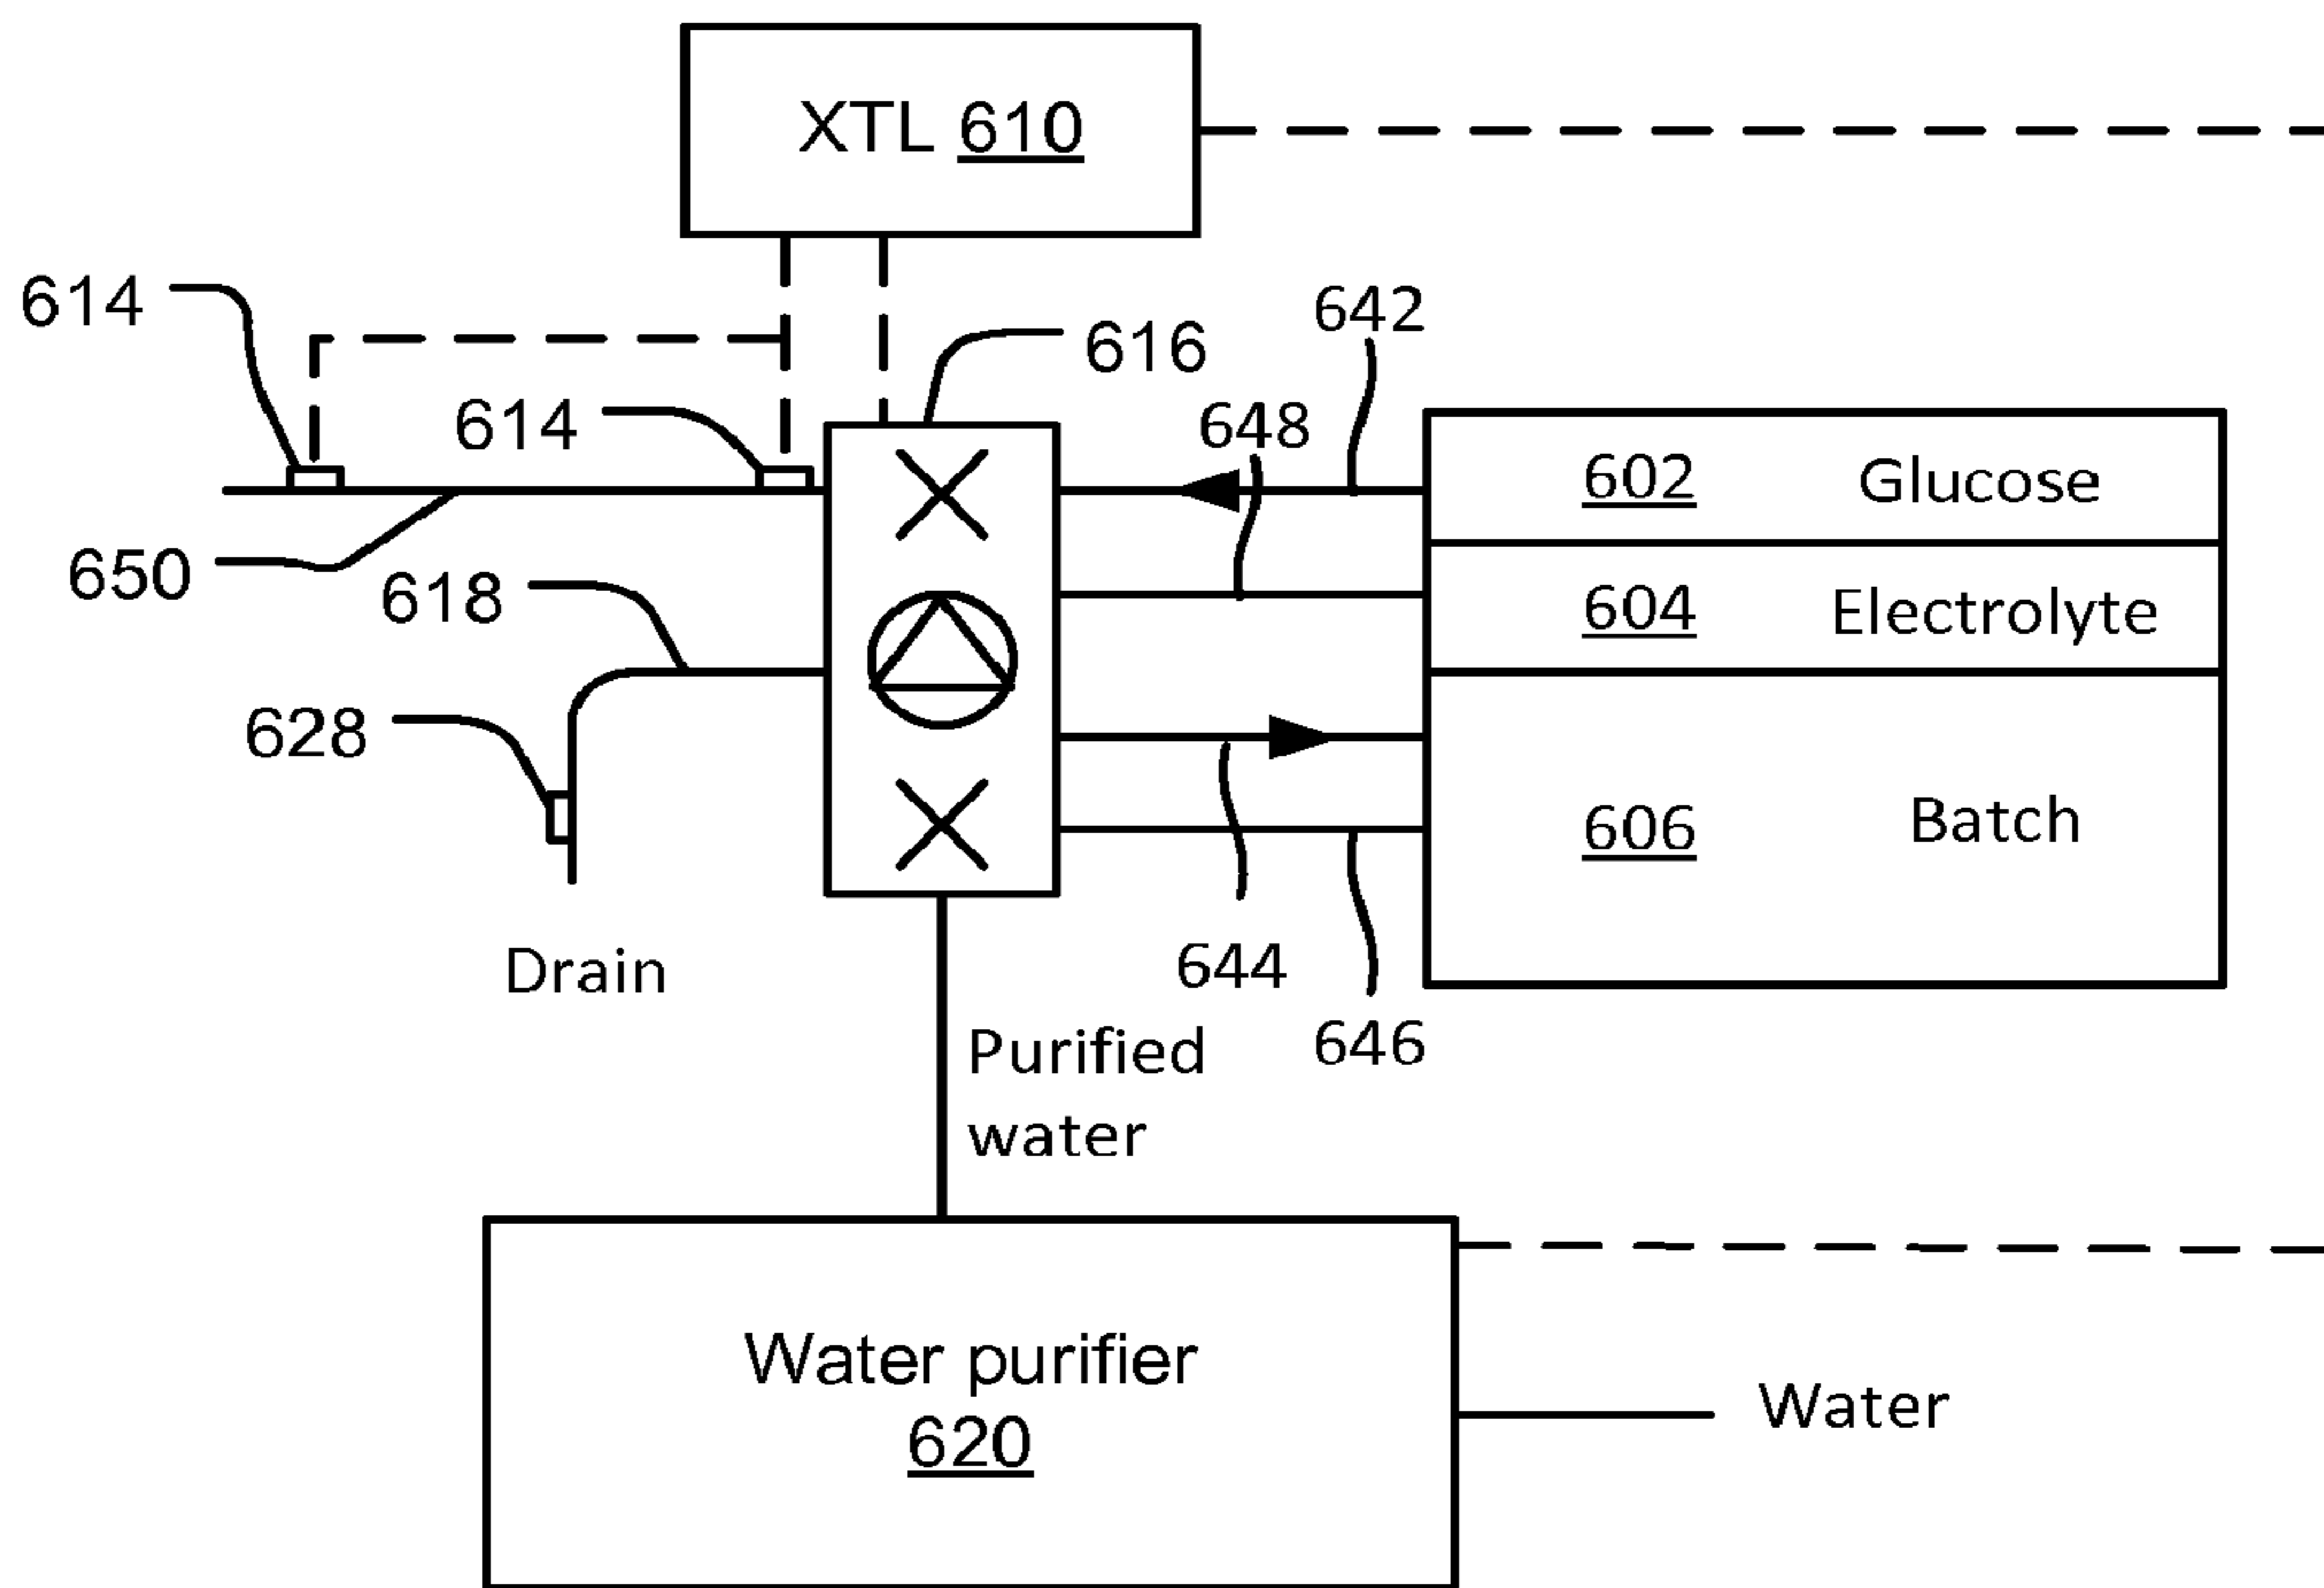 XTL 610
614
642
616
614
648
602 Glucose
650
618
604 Electrolyte
628
606 Batch
Drain
644
646
Purified
water
Water purifier
620
Water